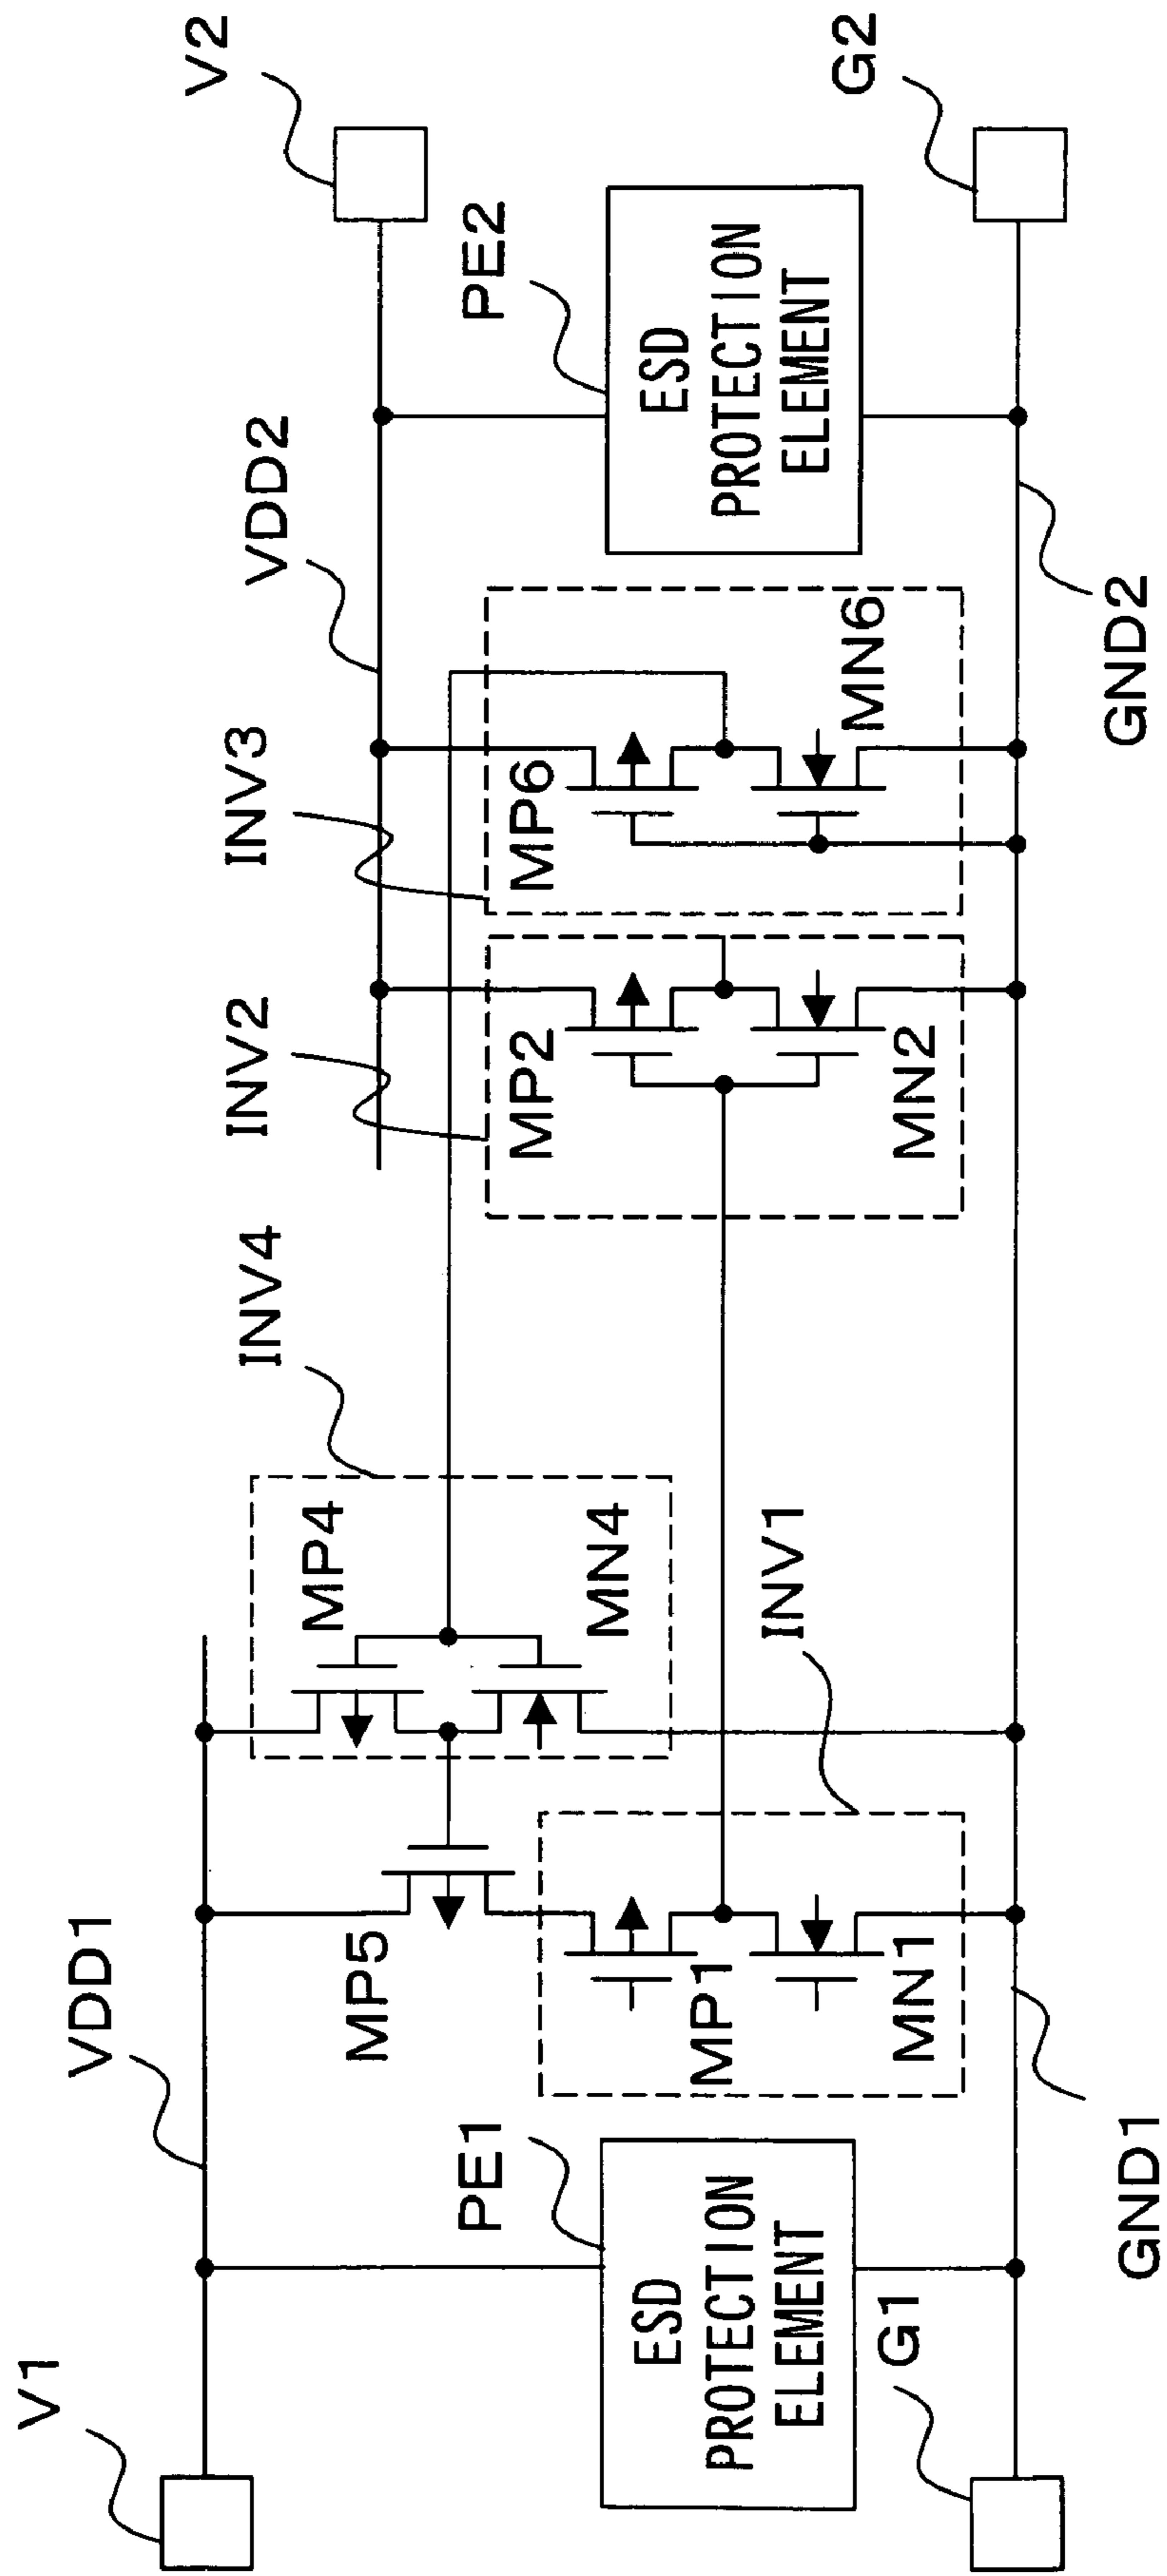 V1
VDD1
INV4
INV2
INV3
VDD2
V2
PE1
MP5
MP4
MN4
MP2
MP6
PE2
ESD
PROTECTION
ELEMENT
MP1
MN1
INV1
MN2
MN6
ESD
PROTECTION
ELEMENT
G1
GND1
GND2
G2